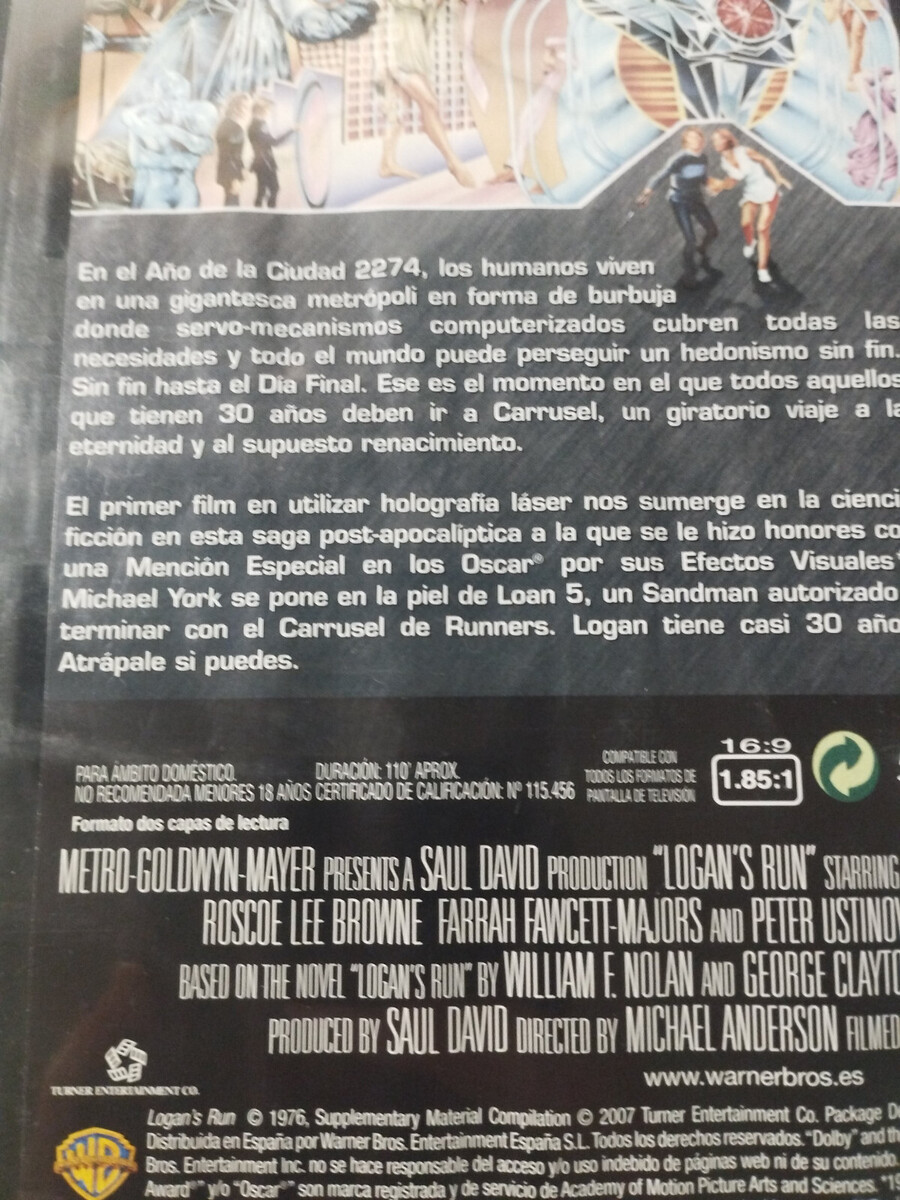 En el Año de la Ciudad 2274, los humanos viven
en una gigantesca metrópoli en forma de burbuja
donde servo-mecanismos computerizados cubren todas las
necesidades y todo el mundo puede perseguir un hedonismo sin fin.
Sin fin hasta el Día Final. Ese es el momento en el que todos aquellos
que tienen 30 años deben ir a Carrusel, un giratorio viaje a la
eternidad y al supuesto renacimiento.
El primer film en utilizar holografía láser nos sumerge en la cienci
ficción en esta saga post-apocalíptica a la que se le hizo honores co
una Mención Especial en los Oscar® por sus Efectos Visuales*
Michael York se pone en la piel de Loan 5, un Sandman autorizado
terminar con el Carrusel de Runners. Logan tiene casi 30 año
Atrápale si puedes.
PARA ÁMBITO DOMÉSTICO. DURACIÓN: 110' APROX.
NO RECOMENDADA MENORES 18 AÑOS CERTIFICADO DE CALIFICACIÓN: Nº 115.456
COMPATIBLE CON
TODOS LOS FORMATOS DE
PANTALLA DE TELEVISIÓN
16:9
1.85:1
Formato dos capas de lectura
METRO-GOLDWYN-MAYER PRESENTS A SAUL DAVID PRODUCTION "LOGAN'S RUN" STARRING
ROSCOE LEE BROWNE FARRAH FAWCETT-MAJORS AND PETER USTINOV
BASED ON THE NOVEL "LOGAN'S RUN" BY WILLIAM F. NOLAN AND GEORGE CLAYTO
PRODUCED BY SAUL DAVID DIRECTED BY MICHAEL ANDERSON FILMED
TURNER ENTERTAINMENT CO.
www.warnerbros.es
WB
Logan's Run © 1976, Supplementary Material Compilation © 2007 Turner Entertainment Co. Package De
Distribuida en España por Warner Bros. Entertainment España S.L. Todos los derechos reservados. "Dolby" and th
Bros. Entertainment Inc. no se hace responsable del acceso y/o uso indebido de páginas web ni de su contenido.
Award®" y/o "Oscar®" son marca registrada y de servicio de Academy of Motion Picture Arts and Sciences. *19